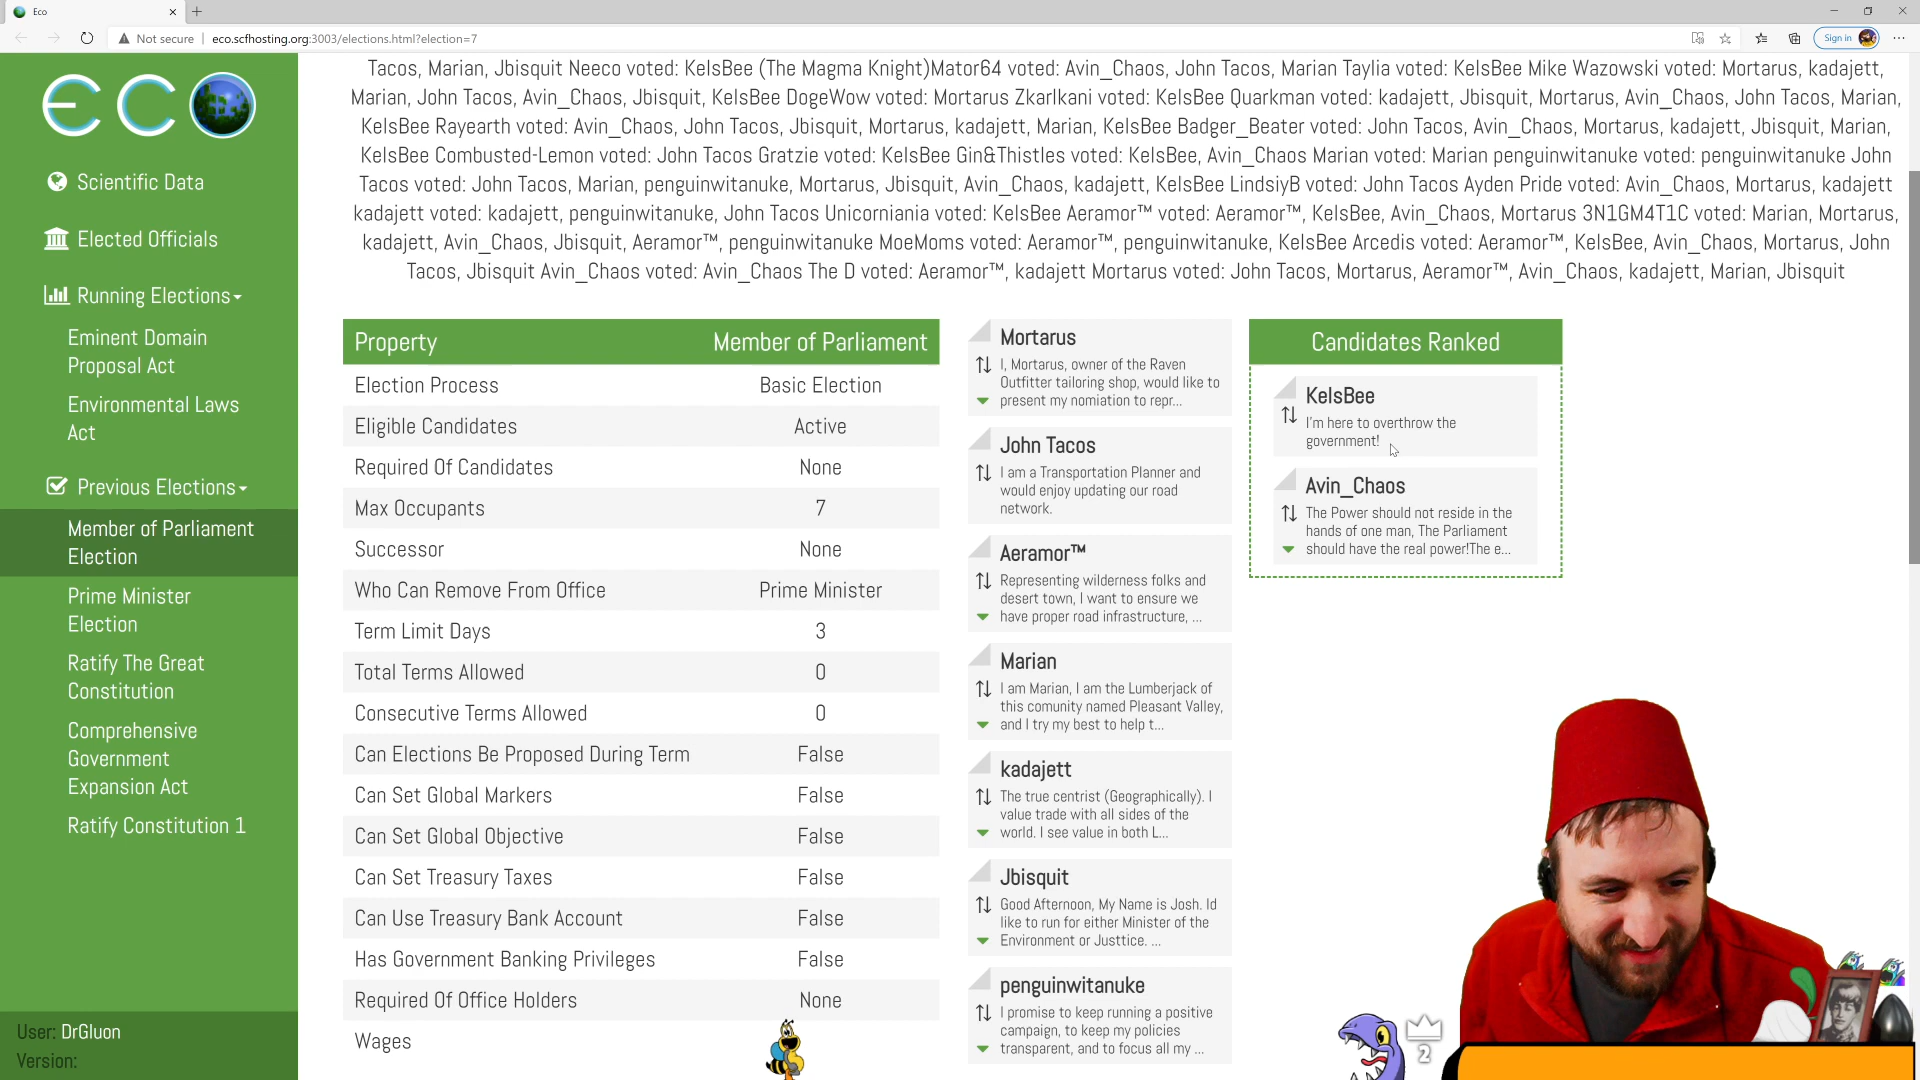 Eco
Not secure
eco.scfhosting.org:3003/elections.html?election=7
Sign in
ECO
Scientific Data
Elected Officials
Running Elections
Eminent Domain
Proposal Act
Environmental Laws
Act
Previous Elections
Member of Parliament
Election
Prime Minister
Election
Ratify The Great
Constitution
Comprehensive
Government
Expansion Act
Ratify Constitution 1
User: DrGluon
Version:
Tacos, Marian, Jbisquit Neeco voted: KelsBee (The Magma Knight)Mator64 voted: Avin_Chaos, John Tacos, Marian Taylia voted: KelsBee Mike Wazowski voted: Mortarus, kadajett,
Marian, John Tacos, Avin_Chaos, Jbisquit, KelsBee DogeWow voted: Mortarus Zkarlkani voted: KelsBee Quarkman voted: kadajett, Jbisquit, Mortarus, Avin_Chaos, John Tacos, Marian,
KelsBee Rayearth voted: Avin_Chaos, John Tacos, Jbisquit, Mortarus, kadajett, Marian, KelsBee Badger_Beater voted: John Tacos, Avin_Chaos, Mortarus, kadajett, Jbisquit, Marian,
KelsBee Combusted-Lemon voted: John Tacos Gratzie voted: KelsBee Gin&Thistles voted: KelsBee, Avin_Chaos Marian voted: Marian penguinwitanuke voted: penguinwitanuke John
Tacos voted: John Tacos, Marian, penguinwitanuke, Mortarus, Jbisquit, Avin_Chaos, kadajett, KelsBee LindsiyB voted: John Tacos Ayden Pride voted: Avin_Chaos, Mortarus, kadajett
kadajett voted: kadajett, penguinwitanuke, John Tacos Unicorniania voted: KelsBee Aeramor™ voted: Aeramor™, KelsBee, Avin_Chaos, Mortarus 3N1GM4T1C voted: Marian, Mortarus,
kadajett, Avin_Chaos, Jbisquit, Aeramor™, penguinwitanuke MoeMoms voted: Aeramor™, penguinwitanuke, KelsBee Arcedis voted: Aeramor™, KelsBee, Avin_Chaos, Mortarus, John
Tacos, Jbisquit Avin_Chaos voted: Avin_Chaos The D voted: Aeramor™, kadajett Mortarus voted: John Tacos, Mortarus, Aeramor™, Avin_Chaos, kadajett, Marian, Jbisquit
Property Member of Parliament
Election Process Basic Election
Eligible Candidates Active
Required Of Candidates None
Max Occupants 7
Successor None
Who Can Remove From Office Prime Minister
Term Limit Days 3
Total Terms Allowed 0
Consecutive Terms Allowed 0
Can Elections Be Proposed During Term False
Can Set Global Markers False
Can Set Global Objective False
Can Set Treasury Taxes False
Can Use Treasury Bank Account False
Has Government Banking Privileges False
Required Of Office Holders None
Wages
Mortarus
I, Mortarus, owner of the Raven
Outfitter tailoring shop, would like to
present my nomiation to repr...
John Tacos
I am a Transportation Planner and
would enjoy updating our road
network.
Aeramor™
Representing wilderness folks and
desert town, I want to ensure we
have proper road infrastructure, ...
Marian
I am Marian, I am the Lumberjack of
this comunity named Pleasant Valley,
and I try my best to help t...
kadajett
The true centrist (Geographically). I
value trade with all sides of the
world. I see value in both L...
Jbisquit
Good Afternoon, My Name is Josh. Id
like to run for either Minister of the
Environment or Justtice. ...
penguinwitanuke
I promise to keep running a positive
campaign, to keep my policies
transparent, and to focus all my ...
Candidates Ranked
KelsBee
I'm here to overthrow the
government!
Avin_Chaos
The Power should not reside in the
hands of one man, The Parliament
should have the real power!The e...
2